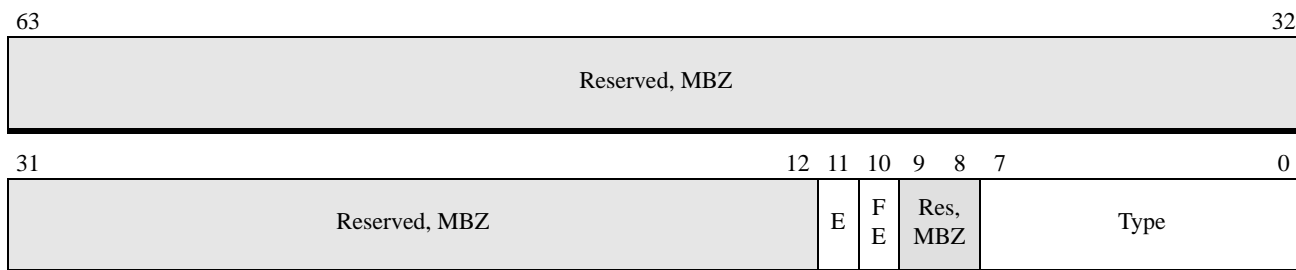 63 32
Reserved, MBZ
31 12 11 10 9 8 7 0
Reserved, MBZ E F E Res, MBZ Type